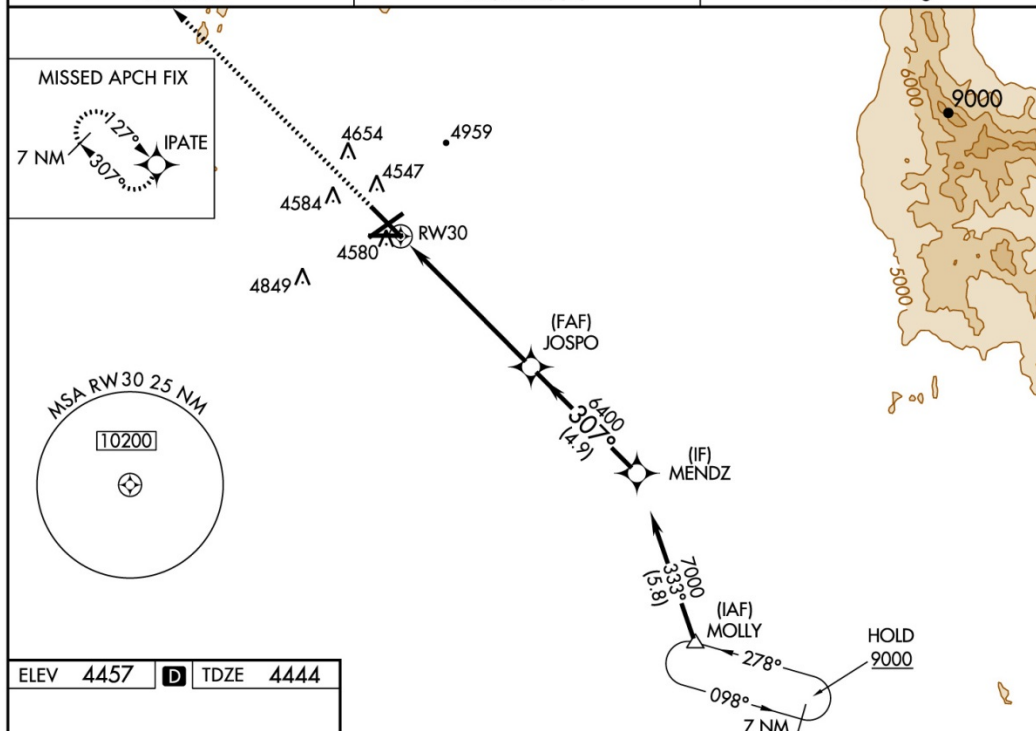 MISSED APCH FIX
127°
IPATE
7 NM
307°
4654
4959
4547
4584
RW30
4580
4849
6000
9000
5000
(FAF)
JOSPO
MSA RW30 25 NM
10200
6400
307°
(4.9)
(IF)
MENDZ
7000
333°
(5.8)
(IAF)
MOLLY
HOLD
9000
278°
098°
7 NM
ELEV 4457 D TDZE 4444